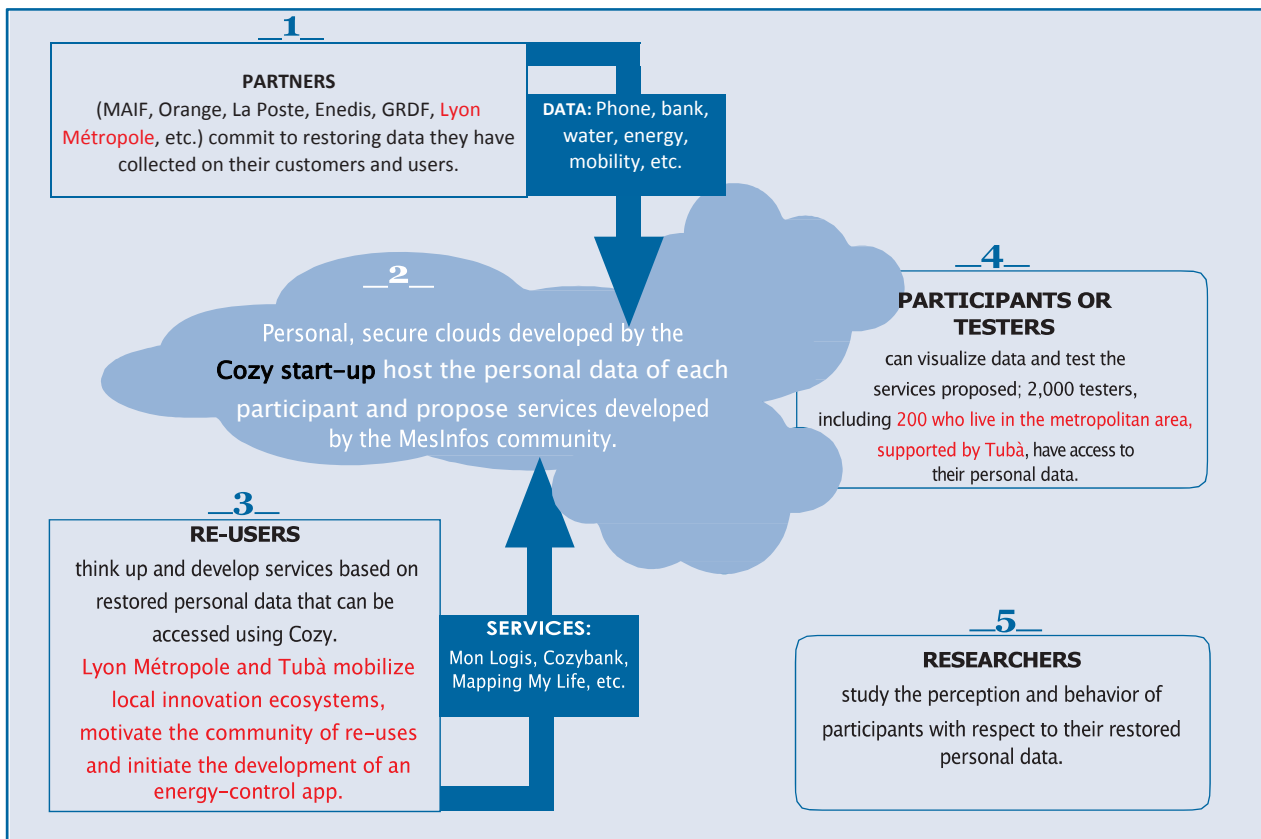 _1_
PARTNERS
(MAIF, Orange, La Poste, Enedis, GRDF, Lyon
Métropole, etc.) commit to restoring data they have
collected on their customers and users.
DATA: Phone, bank,
water, energy,
mobility, etc.
_2_
Personal, secure clouds developed by the
Cozy start-up host the personal data of each
participant and propose services developed
by the MesInfos community.
_3_
RE-USERS
think up and develop services based on
restored personal data that can be
accessed using Cozy.
Lyon Métropole and Tubà mobilize
local innovation ecosystems,
motivate the community of re-uses
and initiate the development of an
energy-control app.
SERVICES:
Mon Logis, Cozybank,
Mapping My Life, etc.
_4_
PARTICIPANTS OR
TESTERS
can visualize data and test the
services proposed; 2,000 testers,
including 200 who live in the metropolitan area,
supported by Tubà, have access to
their personal data.
_5_
RESEARCHERS
study the perception and behavior of
participants with respect to their restored
personal data.